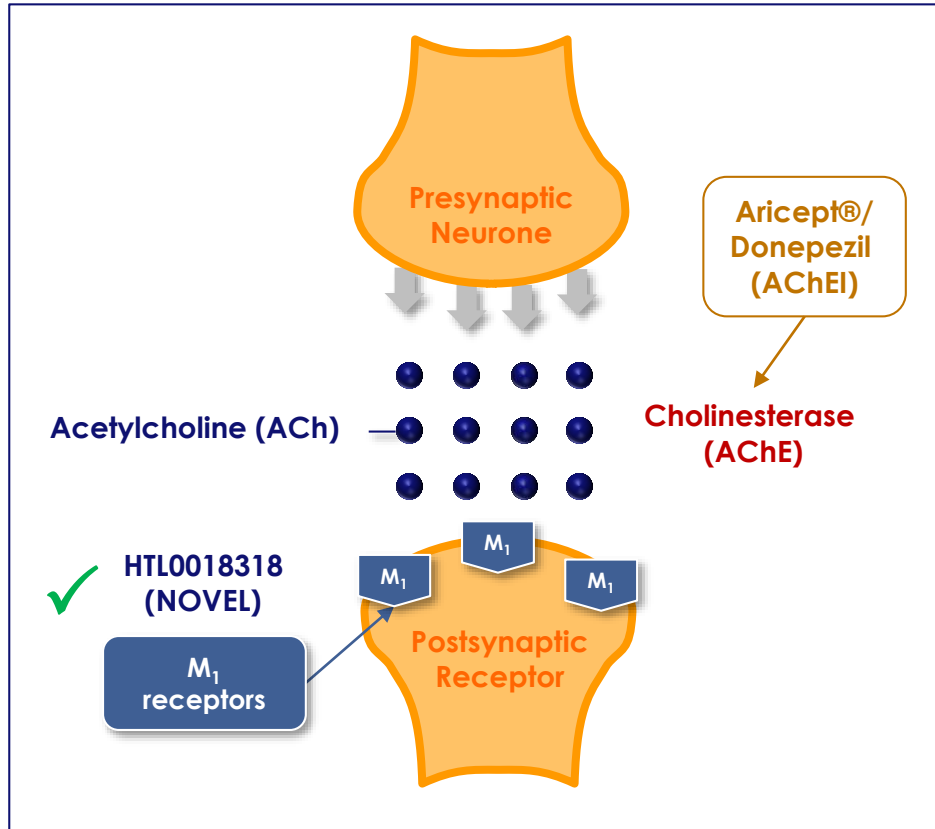 Presynaptic
Neurone
Aricept®/
Donepezil
(AChEI)
Acetylcholine (ACh)
Cholinesterase
(AChE)
HTL0018318
(NOVEL)
M₁
M₁
M₁
M₁
receptors
Postsynaptic
Receptor